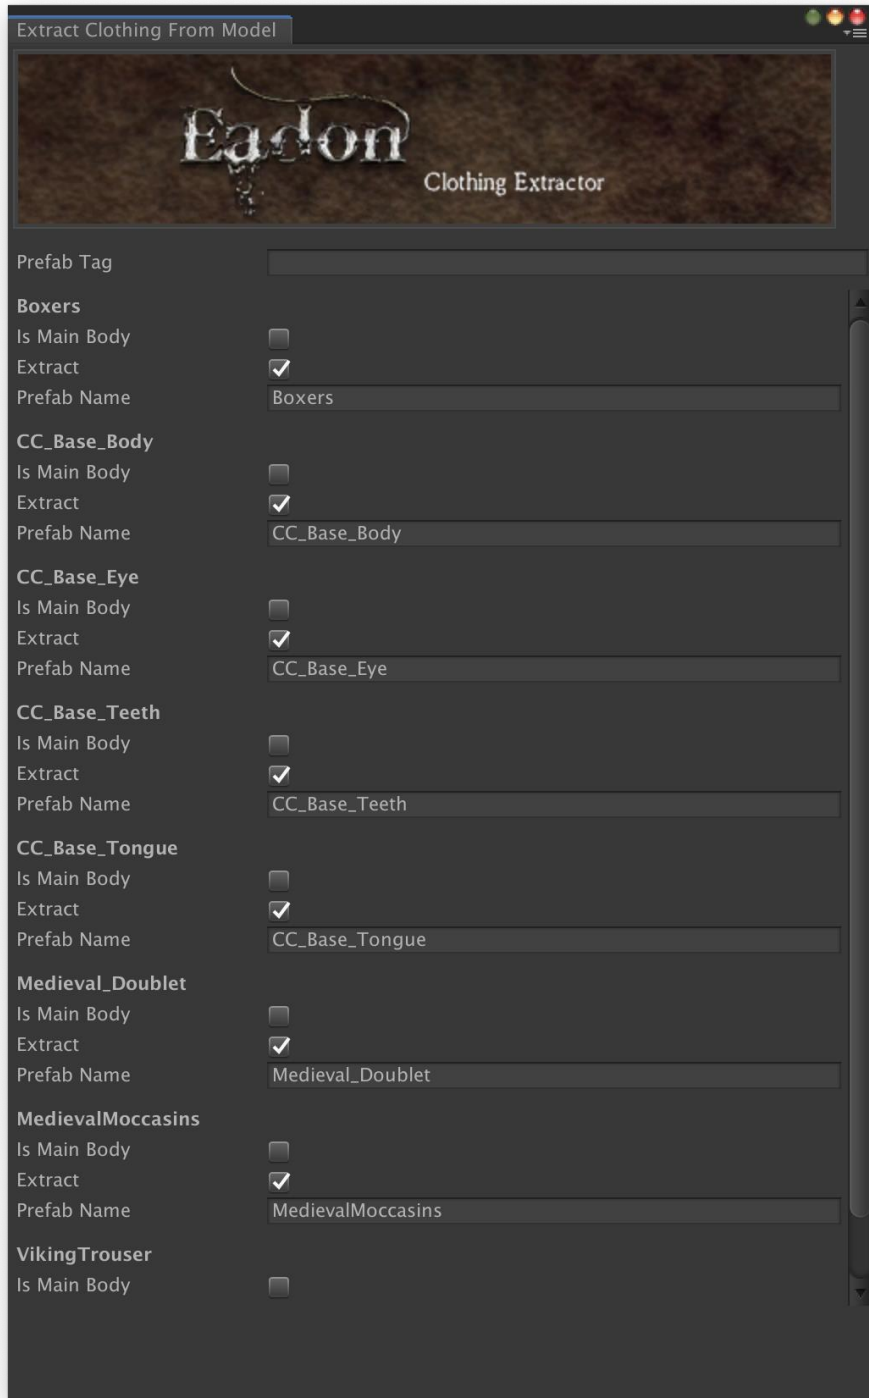 Extract Clothing From Model
Eadon
Clothing Extractor
Prefab Tag
Boxers
Is Main Body
Extract
Prefab Name Boxers
CC_Base_Body
Is Main Body
Extract
Prefab Name CC_Base_Body
CC_Base_Eye
Is Main Body
Extract
Prefab Name CC_Base_Eye
CC_Base_Teeth
Is Main Body
Extract
Prefab Name CC_Base_Teeth
CC_Base_Tongue
Is Main Body
Extract
Prefab Name CC_Base_Tongue
Medieval_Doublet
Is Main Body
Extract
Prefab Name Medieval_Doublet
MedievalMoccasins
Is Main Body
Extract
Prefab Name MedievalMoccasins
VikingTrouser
Is Main Body